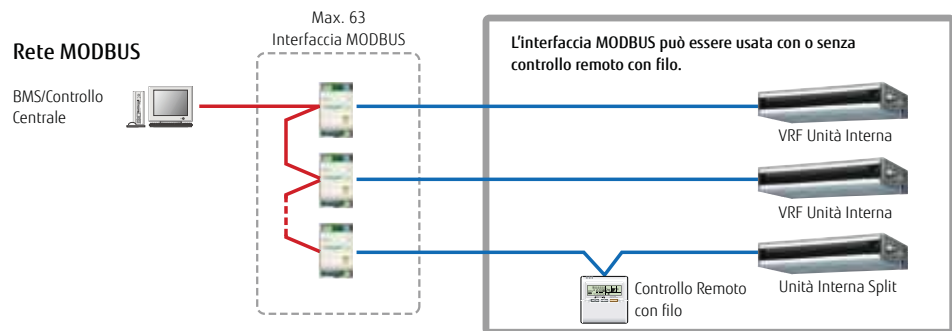 Max. 63
Interfaccia MODBUS
Rete MODBUS
BMS/Controllo
Centrale
L'interfaccia MODBUS può essere usata con o senza
controllo remoto con filo.
VRF Unità Interna
VRF Unità Interna
Controllo Remoto
con filo
Unità Interna Split